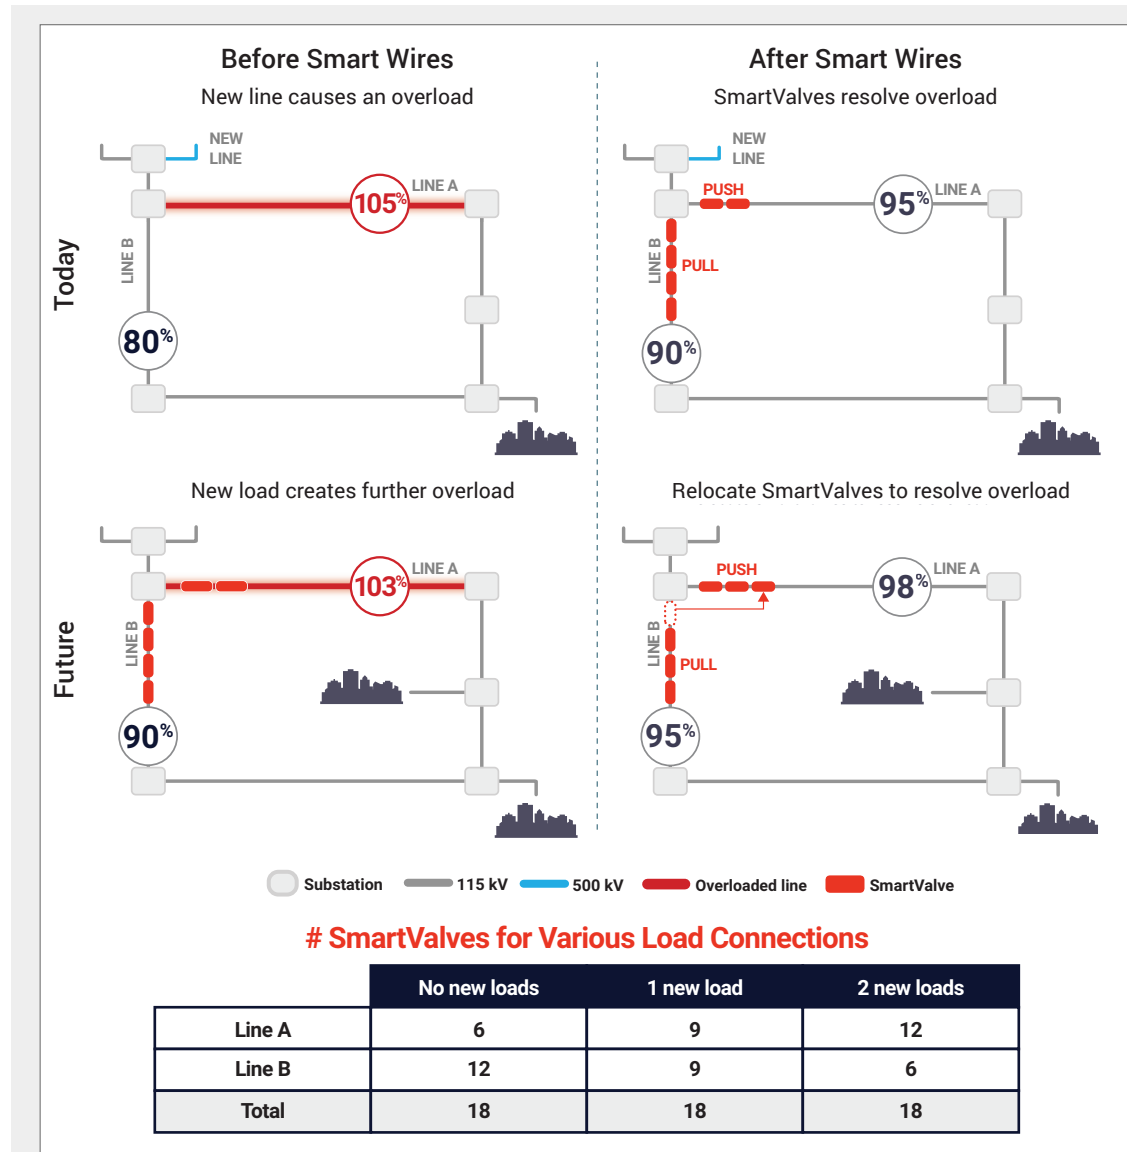 Before Smart Wires
New line causes an overload
After Smart Wires
SmartValves resolve overload
Today
NEW
LINE
LINE A
105%
LINE B
80%
NEW
LINE
PUSH
LINE A
95%
LINE B
PULL
90%
New load creates further overload
Relocate SmartValves to resolve overload
Future
LINE A
103%
LINE B
90%
PUSH
LINE A
98%
LINE B
PULL
95%
Substation 115 kV 500 kV Overloaded line SmartValve
# SmartValves for Various Load Connections
No new loads 1 new load 2 new loads
Line A 6 9 12
Line B 12 9 6
Total 18 18 18